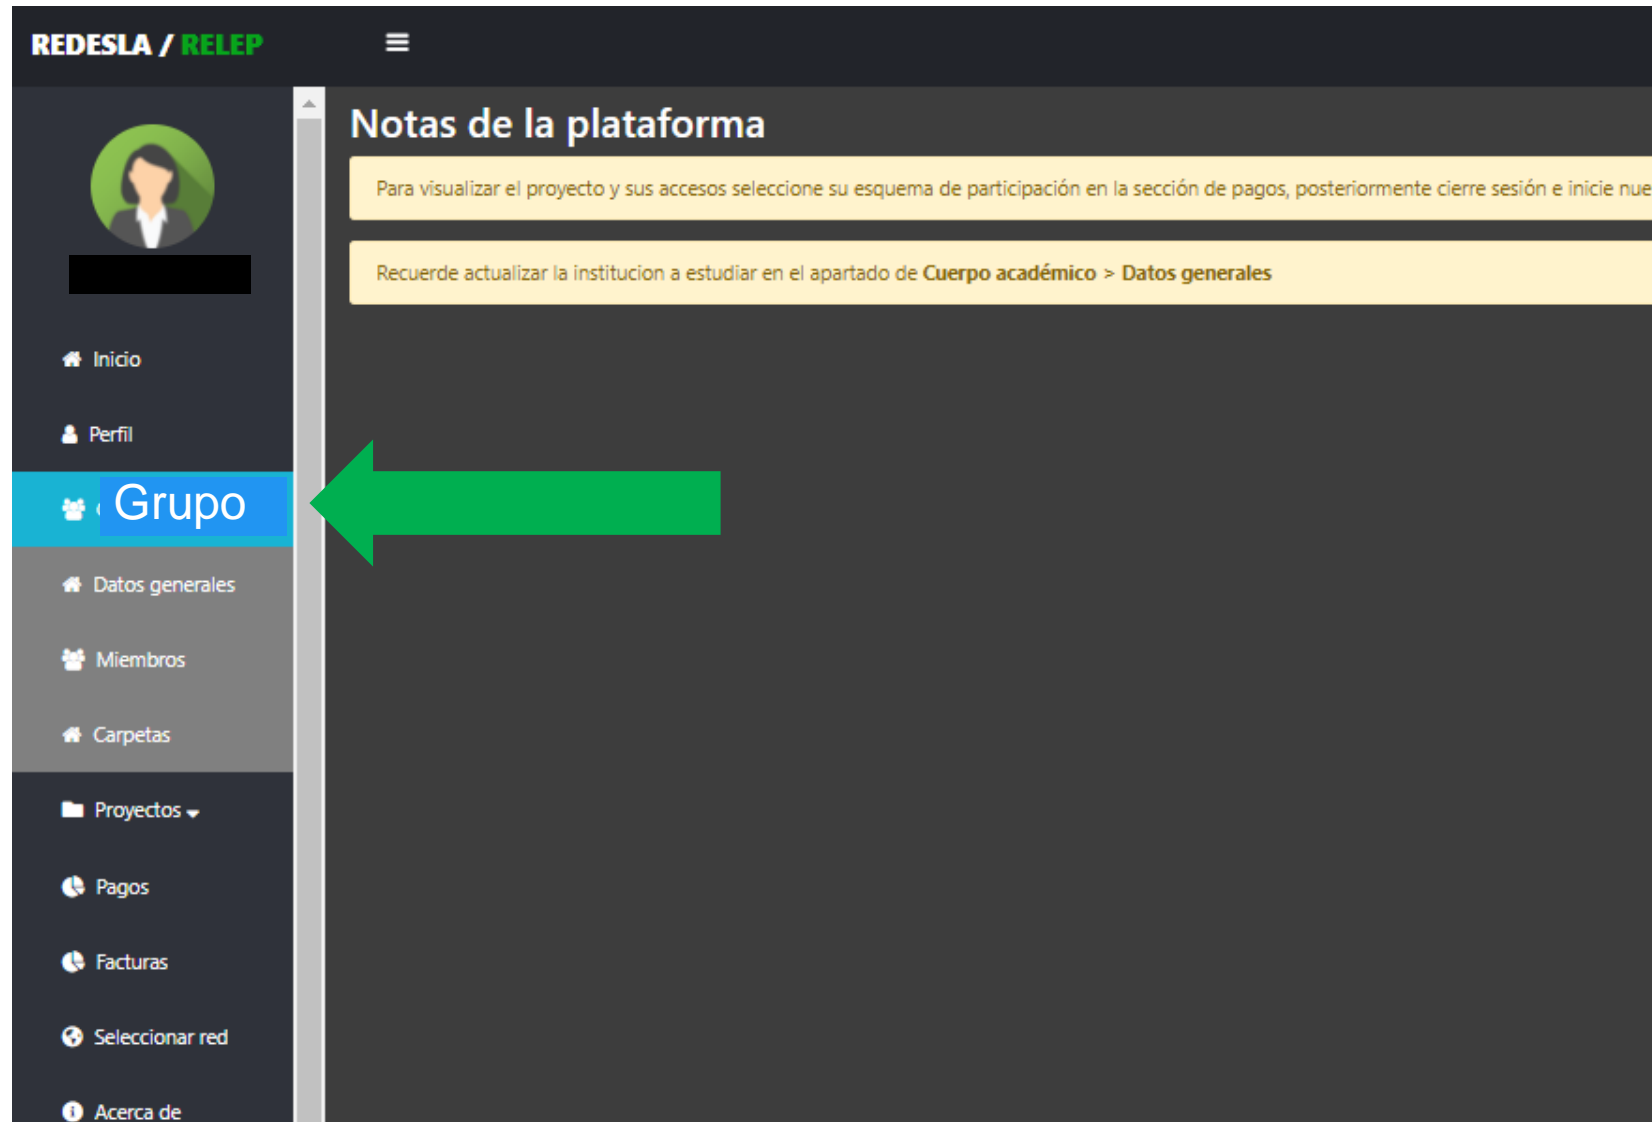 REDESLA / RELEP
Notas de la plataforma
Para visualizar el proyecto y sus accesos seleccione su esquema de participación en la sección de pagos, posteriormente cierre sesión e inicie
Recuerde actualizar la institucion a estudiar en el apartado de Cuerpo académico > Datos generales
Inicio
Perfil
Grupo
Datos generales
Miembros
Carpetas
Proyectos
Pagos
Facturas
Seleccionar red
Acerca de